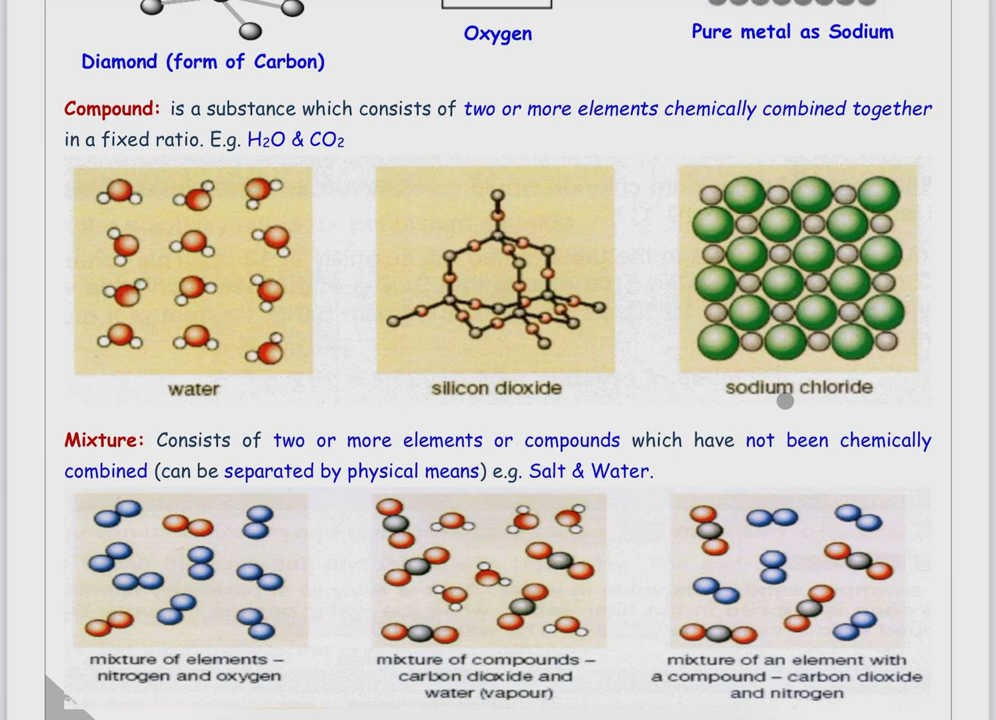 Oxygen
Pure metal as Sodium
Diamond (form of Carbon)
Compound: is a substance which consists of two or more elements chemically combined together
in a fixed ratio. E.g. H₂O & CO₂
water
silicon dioxide
sodium chloride
Mixture: Consists of two or more elements or compounds which have not been chemically
combined (can be separated by physical means) e.g. Salt & Water.
mixture of elements –
nitrogen and oxygen
mixture of compounds –
carbon dioxide and
water (vapour)
mixture of an element with
a compound – carbon dioxide
and nitrogen